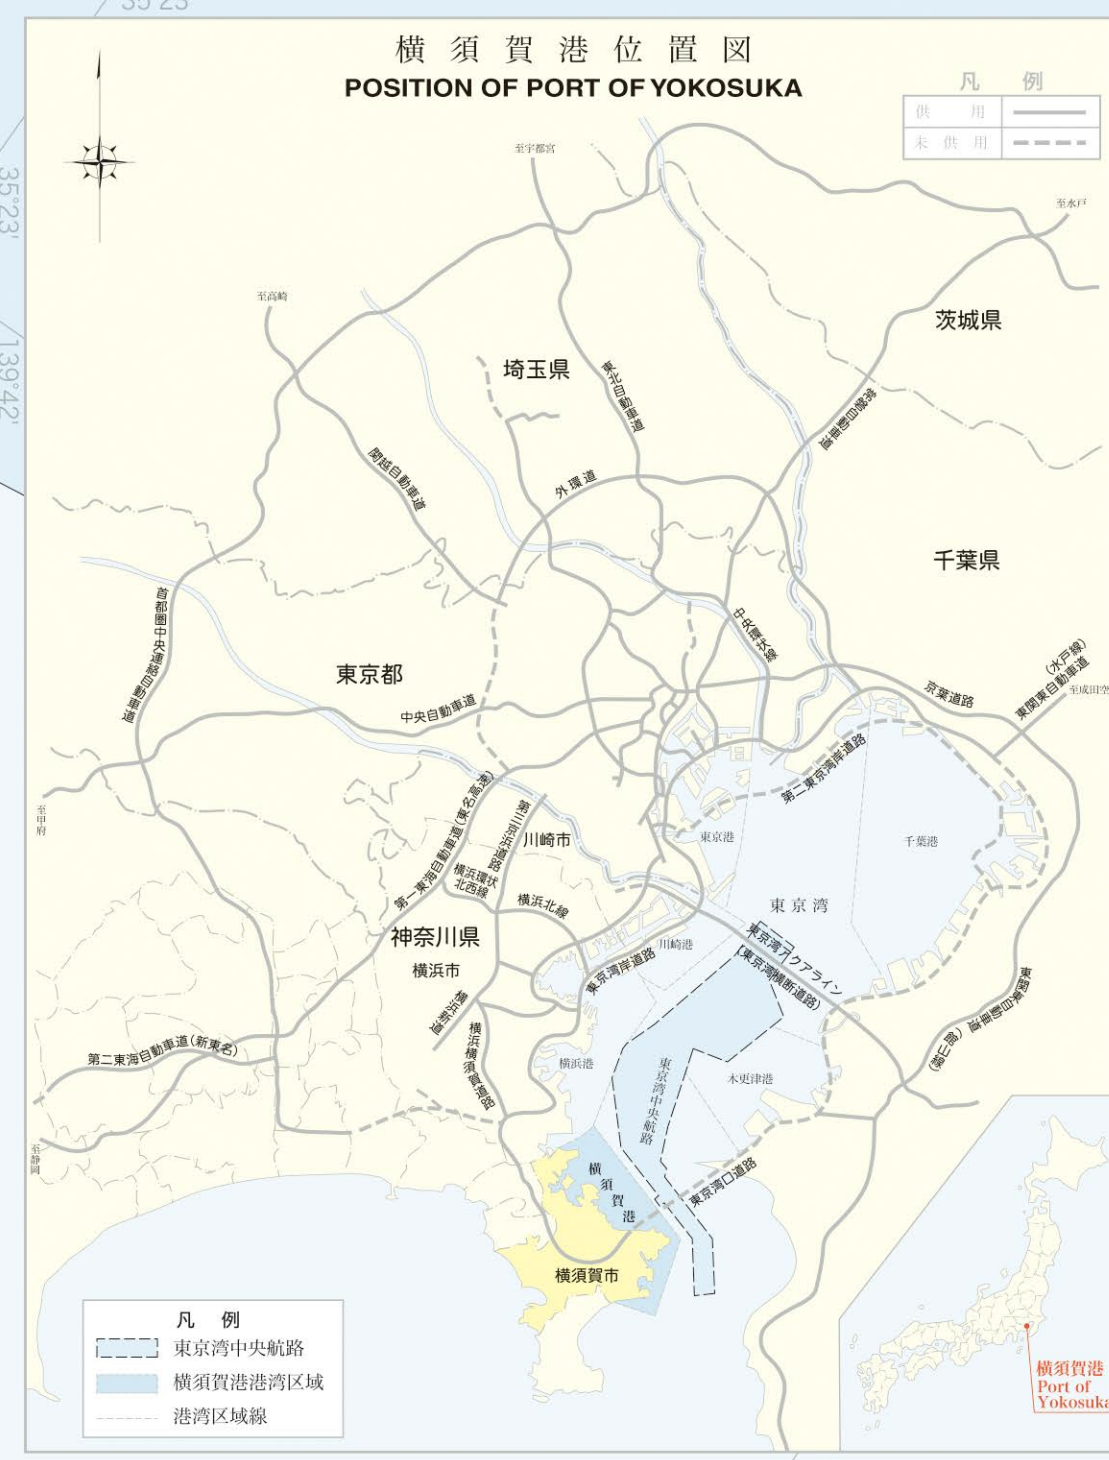 35°23'
35°23'
139°42'
横須賀港位置図
POSITION OF PORT OF YOKOSUKA
凡 例
供 用
未 供 用
至宇都宮
至水戸
至高崎
茨城県
埼玉県
東北自動車道
常磐自動車道
関越自動車道
外環道
千葉県
首都圏中央連絡自動車道
中央環状線
東京都
(水戸線)
東関東自動車道
至成田空
京葉道路
中央自動車道
第二東京湾岸道路
至甲府
第一東海自動車道(東名高速)
第三京浜道路
川崎市
東京港
千葉港
横浜環状
北西線
横浜北線
東京湾
神奈川県
横浜市
川崎港
東京湾アクアライン
(東京湾横断道路)
東京湾岸道路
横浜新道
東関東自動車道
(館山線)
第二東海自動車道(新東名)
横浜横須賀道路
横浜港
東京湾中央航路
木更津港
至静岡
横須賀港
東京湾口道路
横須賀市
凡 例
東京湾中央航路
横須賀港港湾区域
港湾区域線
横須賀港
Port of
Yokosuka